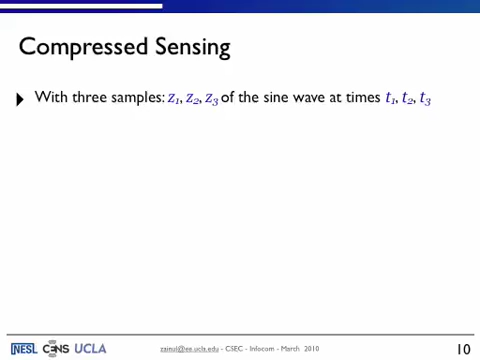 Compressed Sensing
With three samples: z1, z2, z3 of the sine wave at times t1, t2, t3
NESL CENS UCLA
zainul@ee.ucla.edu - CSEC - Infocom - March 2010
10